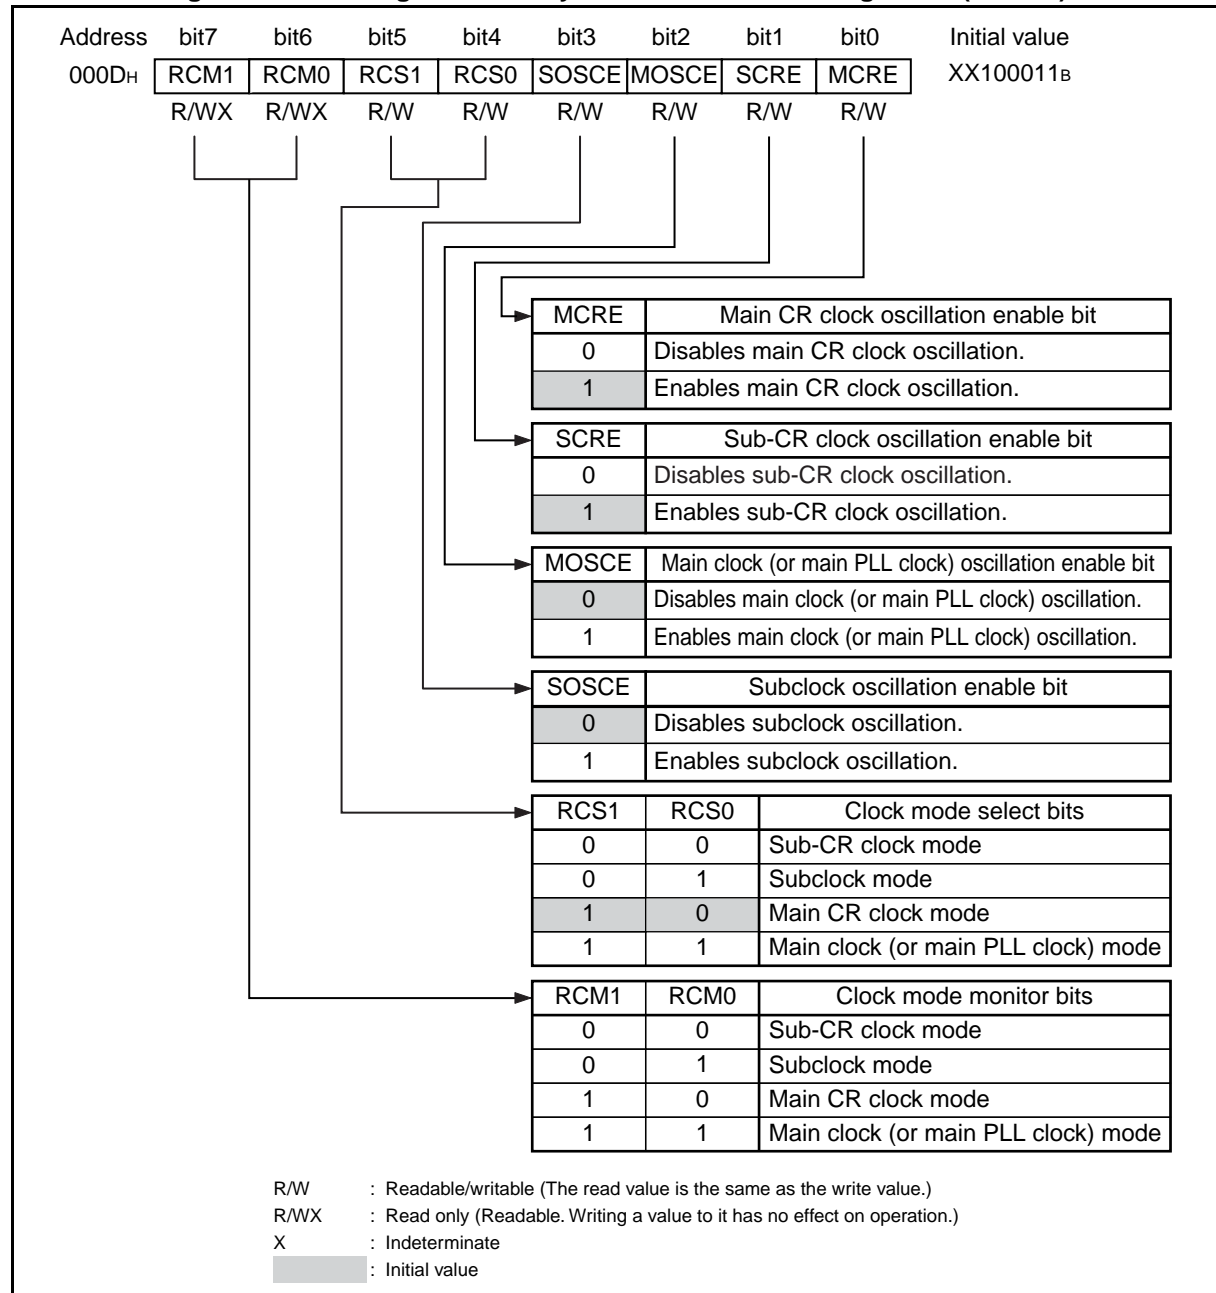 Address bit7 bit6 bit5 bit4 bit3 bit2 bit1 bit0 Initial value
000DH RCM1 RCM0 RCS1 RCS0 SOSCE MOSCE SCRE MCRE XX100011B
R/WX R/WX R/W R/W R/W R/W R/W R/W
MCRE Main CR clock oscillation enable bit
0 Disables main CR clock oscillation.
1 Enables main CR clock oscillation.
SCRE Sub-CR clock oscillation enable bit
0 Disables sub-CR clock oscillation.
1 Enables sub-CR clock oscillation.
MOSCE Main clock (or main PLL clock) oscillation enable bit
0 Disables main clock (or main PLL clock) oscillation.
1 Enables main clock (or main PLL clock) oscillation.
SOSCE Subclock oscillation enable bit
0 Disables subclock oscillation.
1 Enables subclock oscillation.
RCS1 RCS0 Clock mode select bits
0 0 Sub-CR clock mode
0 1 Subclock mode
1 0 Main CR clock mode
1 1 Main clock (or main PLL clock) mode
RCM1 RCM0 Clock mode monitor bits
0 0 Sub-CR clock mode
0 1 Subclock mode
1 0 Main CR clock mode
1 1 Main clock (or main PLL clock) mode
R/W : Readable/writable (The read value is the same as the write value.)
R/WX : Read only (Readable. Writing a value to it has no effect on operation.)
X : Indeterminate
: Initial value